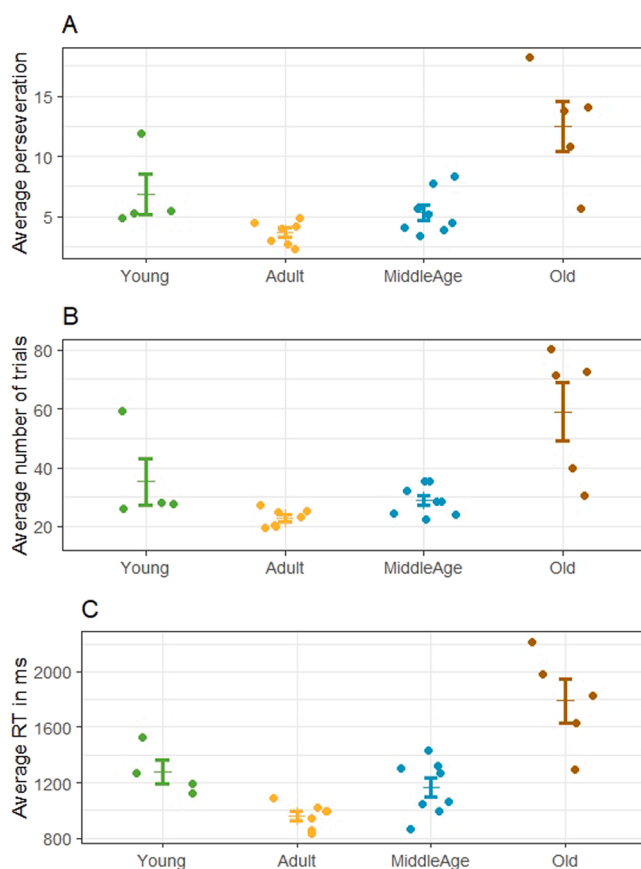 A
Average perseveration
15
10
5
Young Adult MiddleAge Old
B
Average number of trials
80
60
40
20
Young Adult MiddleAge Old
C
Average RT in ms
2000
1600
1200
800
Young Adult MiddleAge Old